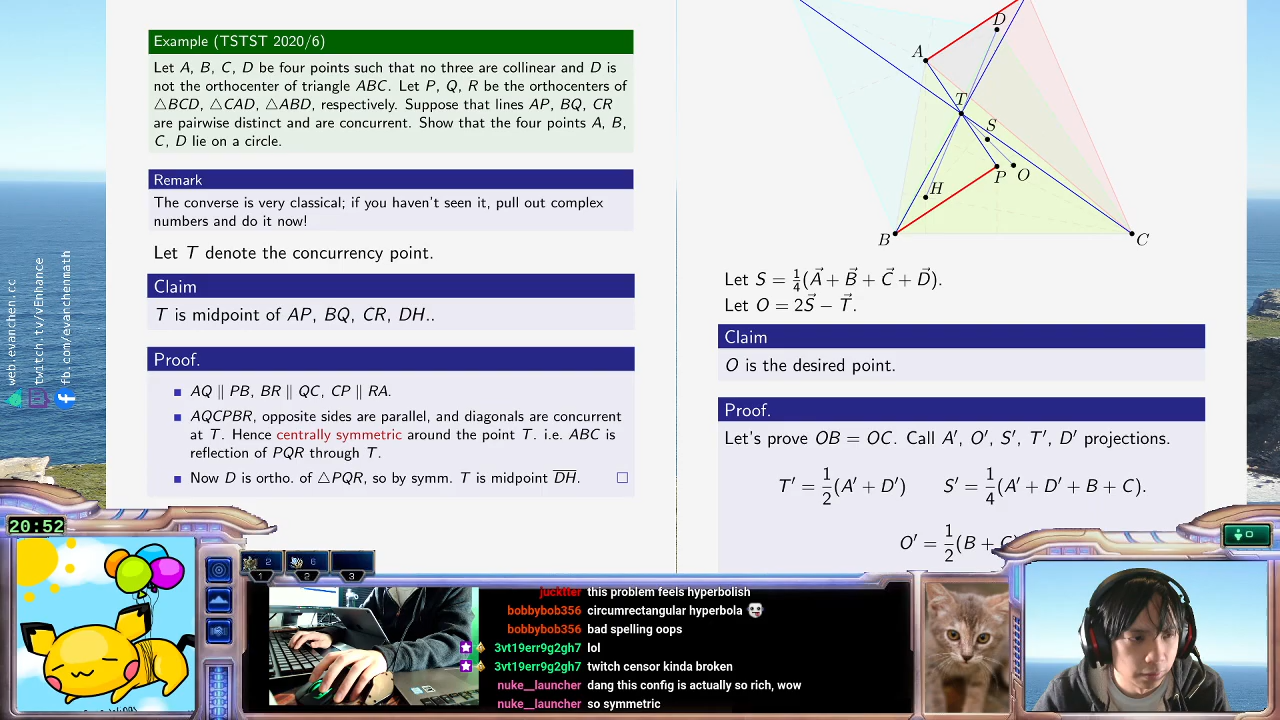 Example (TSTST 2020/6)
Let A, B, C, D be four points such that no three are collinear and D is
not the orthocenter of triangle ABC. Let P, Q, R be the orthocenters of
△BCD, △CAD, △ABD, respectively. Suppose that lines AP, BQ, CR
are pairwise distinct and are concurrent. Show that the four points A, B,
C, D lie on a circle.
Remark
The converse is very classical; if you haven't seen it, pull out complex
numbers and do it now!
Let T denote the concurrency point.
Claim
T is midpoint of AP, BQ, CR, DH..
Proof.
■ AQ ∥ PB, BR ∥ QC, CP ∥ RA.
■ AQCPBR, opposite sides are parallel, and diagonals are concurrent
at T. Hence centrally symmetric around the point T. i.e. ABC is
reflection of PQR through T.
■ Now D is ortho. of △PQR, so by symm. T is midpoint D̅H̅. □
D
A
T
S
P
O
H
B
C
Let S = 1/4(A⃗ + B⃗ + C⃗ + D⃗).
Let O = 2S⃗ − T⃗.
Claim
O is the desired point.
Proof.
Let's prove OB = OC. Call A′, O′, S′, T′, D′ projections.
T′ = 1/2(A′ + D′) S′ = 1/4(A′ + D′ + B + C).
O′ = 1/2(B + C)
web.evanchen.cc
twitch.tv/vEnhance
fb.com/evanchenmath
20:52
2
6
1
2
3
0
juckter this problem feels hyperbolish
bobbybob356 circumrectangular hyperbola 💀
bobbybob356 bad spelling oops
3vt19err9g2gh7 lol
3vt19err9g2gh7 twitch censor kinda broken
nuke__launcher dang this config is actually so rich, wow
nuke__launcher so symmetric